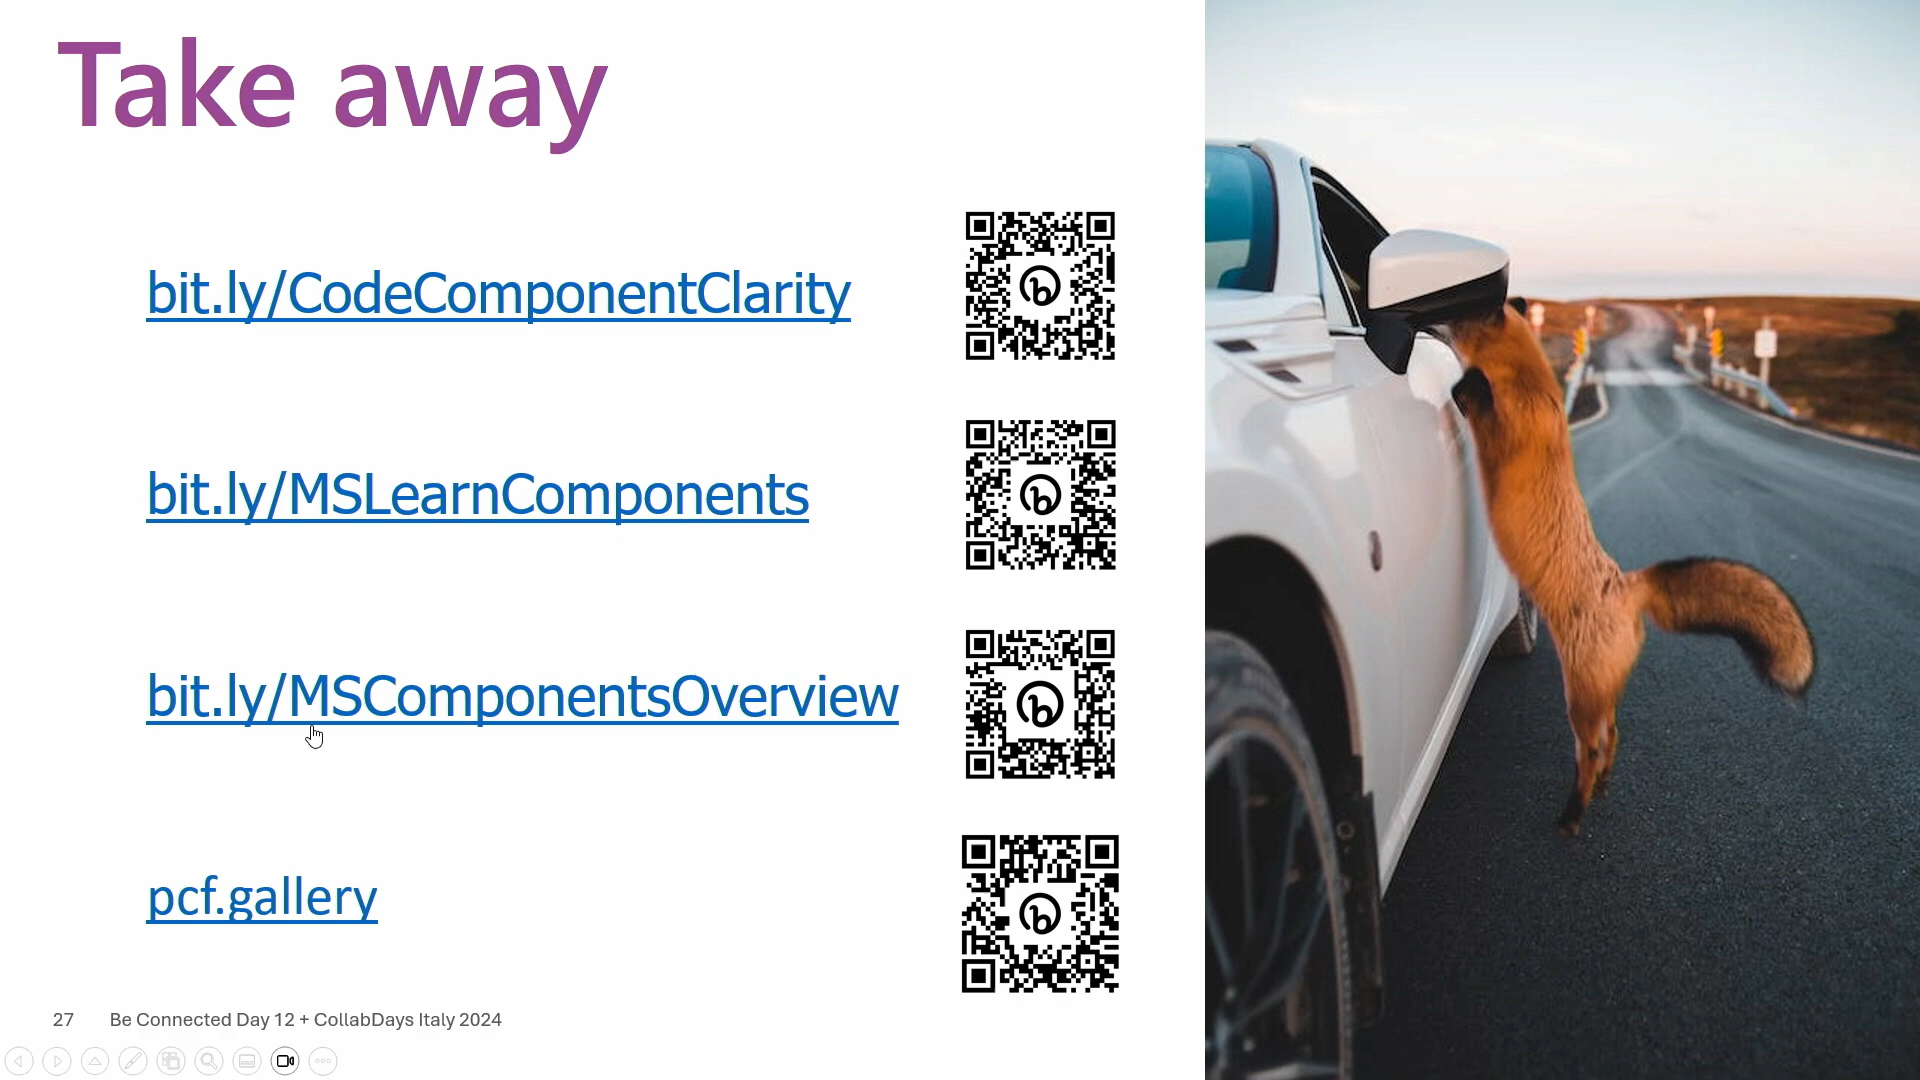 Take away
bit.ly/CodeComponentClarity
bit.ly/MSLearnComponents
bit.ly/MSComponentsOverview
pcf.gallery
27 Be Connected Day 12 + CollabDays Italy 2024